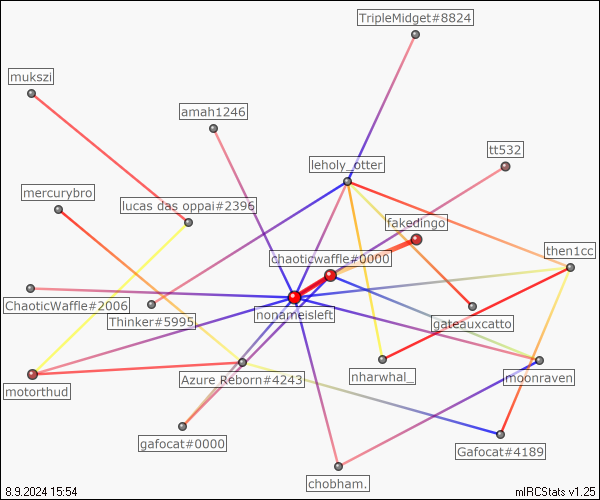 TripleMidget#8824
mukszi
amah1246
tt532
leholy_otter
mercurybro
lucas das oppai#2396
fakedingo
then1cc
chaoticwaffle#0000
ChaoticWaffle#2006
Thinker#5995
nonameisleft
gateauxcatto
motorthud
Azure Reborn#4243
nharwhal_
moonraven
gafocat#0000
Gafocat#4189
chobham.
8.9.2024 15:54
mIRCStats v1.25